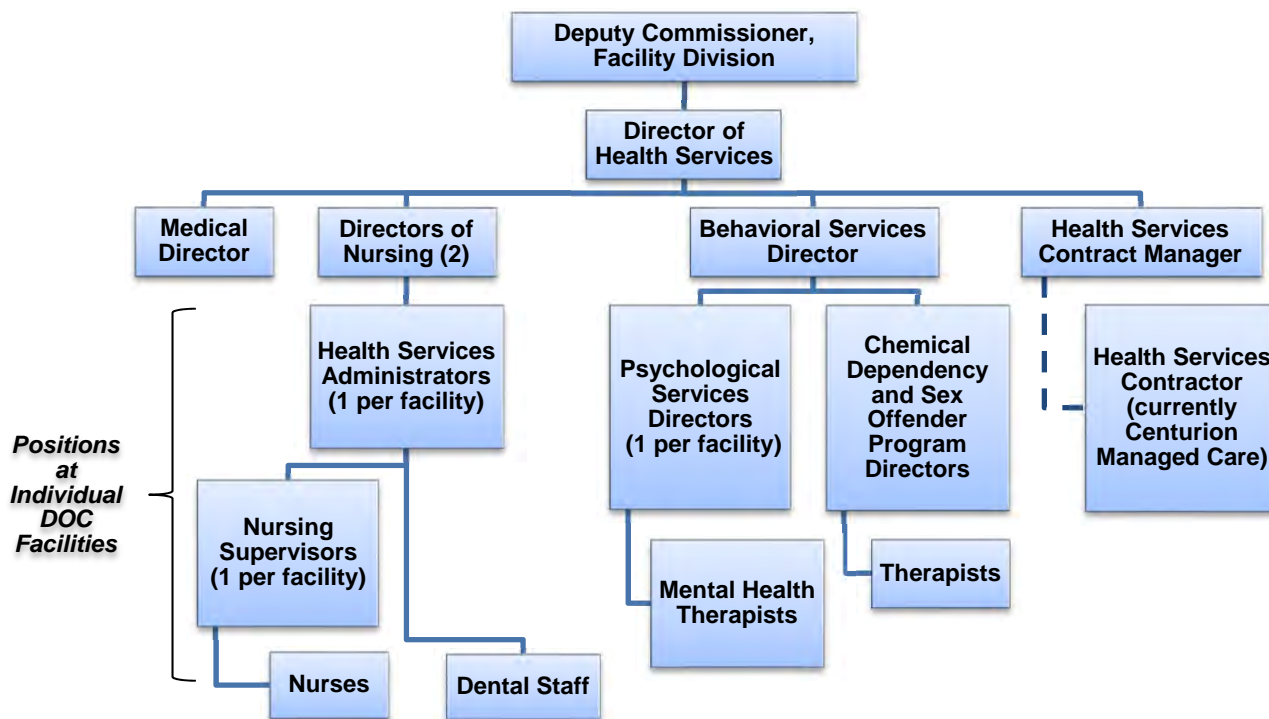 Deputy Commissioner,
Facility Division
Director of
Health Services
Medical
Director
Directors of
Nursing (2)
Behavioral Services
Director
Health Services
Contract Manager
Positions
at
Individual
DOC
Facilities
Health Services
Administrators
(1 per facility)
Psychological
Services
Directors
(1 per facility)
Chemical
Dependency
and Sex
Offender
Program
Directors
Health Services
Contractor
(currently
Centurion
Managed Care)
Nursing
Supervisors
(1 per facility)
Mental Health
Therapists
Therapists
Nurses
Dental Staff